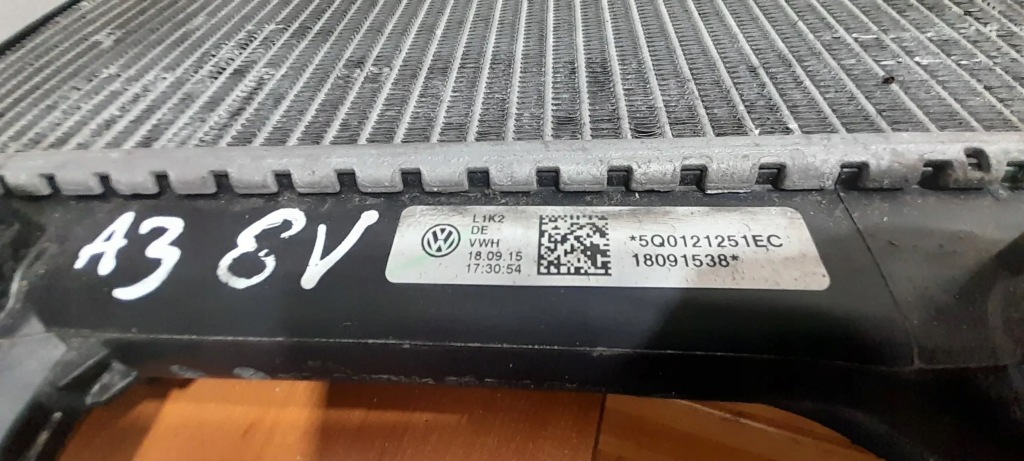 A3 8V
L1K2
DE
VWH
18.09.15
17:30:54
*5Q0121251EC
18091538*